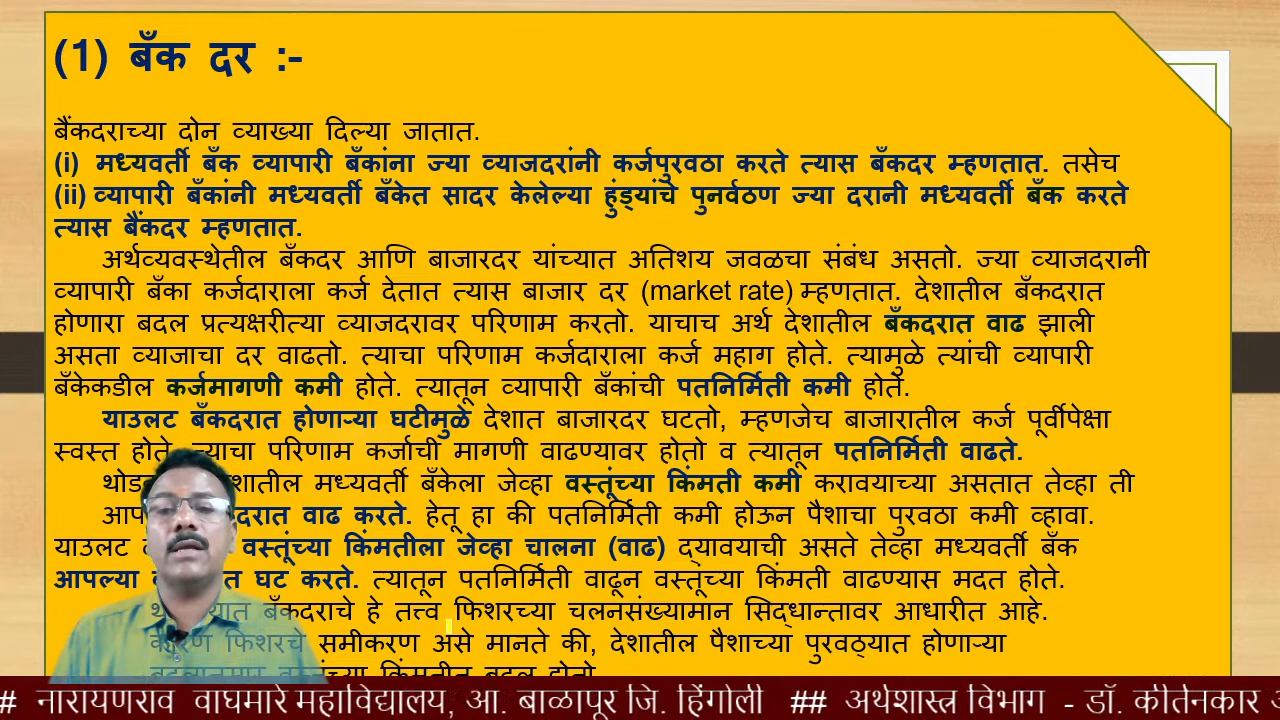 (1) बँक दर :-
बैंकदराच्या दोन व्याख्या दिल्या जातात.
(i) मध्यवर्ती बँक व्यापारी बँकांना ज्या व्याजदरांनी कर्जपुरवठा करते त्यास बँकदर म्हणतात. तसेच
(ii) व्यापारी बँकांनी मध्यवर्ती बँकेत सादर केलेल्या हुंड्यांचे पुनर्वठण ज्या दरानी मध्यवर्ती बँक करते
त्यास बैंकदर म्हणतात.
अर्थव्यवस्थेतील बँकदर आणि बाजारदर यांच्यात अतिशय जवळचा संबंध असतो. ज्या व्याजदरानी
व्यापारी बँका कर्जदाराला कर्ज देतात त्यास बाजार दर (market rate) म्हणतात. देशातील बँकदरात
होणारा बदल प्रत्यक्षरीत्या व्याजदरावर परिणाम करतो. याचाच अर्थ देशातील बँकदरात वाढ झाली
असता व्याजाचा दर वाढतो. त्याचा परिणाम कर्जदाराला कर्ज महाग होते. त्यामुळे त्यांची व्यापारी
बँकेकडील कर्जमागणी कमी होते. त्यातून व्यापारी बँकांची पतनिर्मिती कमी होते.
याउलट बँकदरात होणाऱ्या घटीमुळे देशात बाजारदर घटतो, म्हणजेच बाजारातील कर्ज पूर्वीपेक्षा
स्वस्त होते परिणाम कर्जाची मागणी वाढण्यावर होतो व त्यातून पतनिर्मिती वाढते.
मध्यवर्ती बँकेला जेव्हा वस्तूंच्या किंमती कमी करावयाच्या असतात तेव्हा ती
वाढ करते. हेतू हा की पतनिर्मिती कमी होऊन पैशाचा पुरवठा कमी व्हावा.
याउलट वस्तूंच्या किंमतीला जेव्हा चालना (वाढ) द्यावयाची असते तेव्हा मध्यवर्ती बँक
आपल्या घट करते. त्यातून पतनिर्मिती वाढून वस्तूंच्या किंमती वाढण्यास मदत होते.
बँकदराचे हे तत्त्व फिशरच्या चलनसंख्यामान सिद्धान्तावर आधारीत आहे.
कारण फिशरचे समीकरण असे मानते की, देशातील पैशाच्या पुरवठ्यात होणाऱ्या
किंमतीत बदल होतो
# नारायणराव वाघमारे महाविद्यालय, आ. बाळापूर जि. हिंगोली ## अर्थशास्त्र विभाग - डॉ. कीर्तनकार